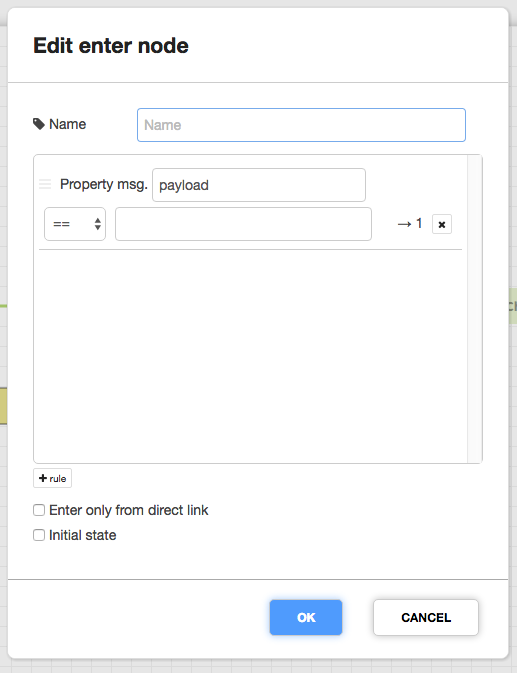 Edit enter node
Name
Name
Property msg. payload
== → 1 ×
+ rule
Enter only from direct link
Initial state
OK CANCEL